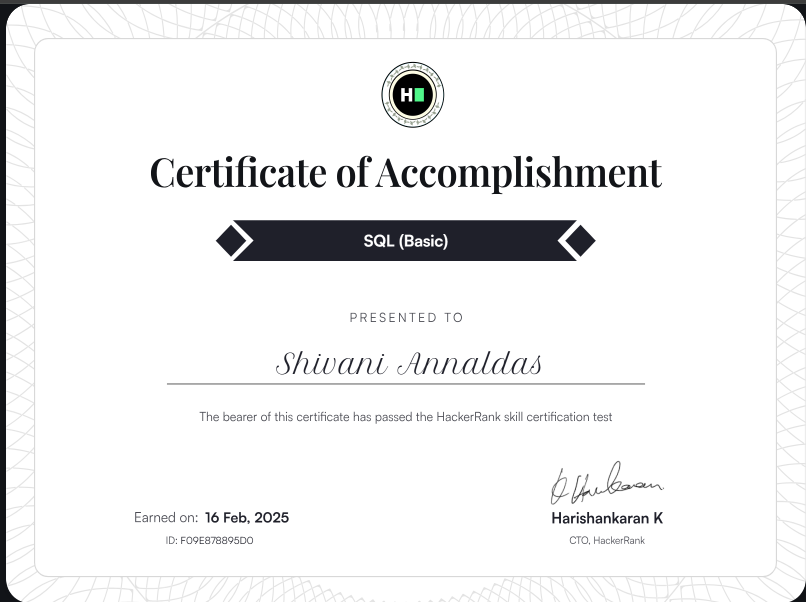 H
Certificate of Accomplishment
SQL (Basic)
PRESENTED TO
Shivani Annaldas
The bearer of this certificate has passed the HackerRank skill certification test
Earned on: 16 Feb, 2025
ID: F09E878895D0
Harishankaran K
CTO, HackerRank